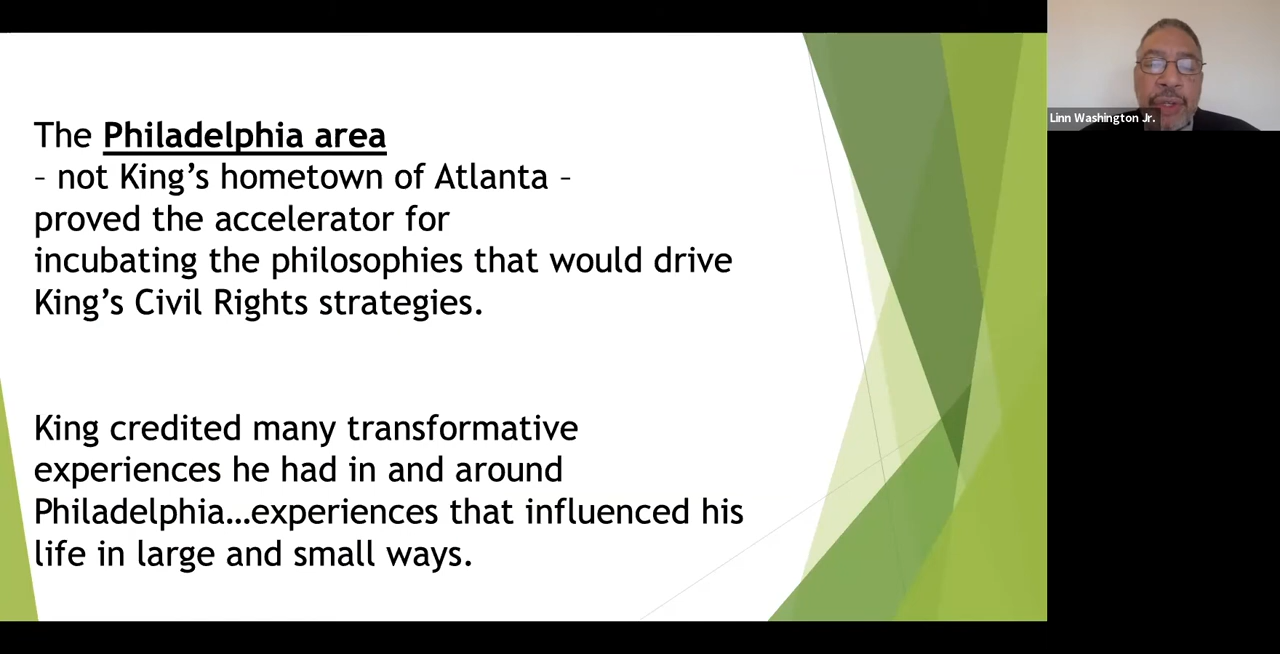 The Philadelphia area
– not King’s hometown of Atlanta –
proved the accelerator for
incubating the philosophies that would drive
King’s Civil Rights strategies.
King credited many transformative
experiences he had in and around
Philadelphia…experiences that influenced his
life in large and small ways.
Linn Washington Jr.